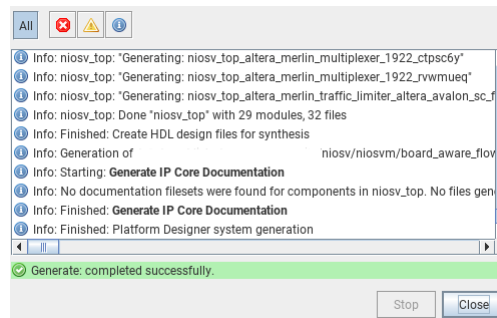 All
Info: niosv_top: "Generating: niosv_top_altera_merlin_multiplexer_1922_ctpsc6y"
Info: niosv_top: "Generating: niosv_top_altera_merlin_multiplexer_1922_rvwmueq"
Info: niosv_top: "Generating: niosv_top_altera_merlin_traffic_limiter_altera_avalon_sc_f
Info: niosv_top: Done "niosv_top" with 29 modules, 32 files
Info: Finished: Create HDL design files for synthesis
Info: Generation of niosv/niosvm/board_aware_flow
Info: Starting: Generate IP Core Documentation
Info: No documentation filesets were found for components in niosv_top. No files gen
Info: Finished: Generate IP Core Documentation
Info: Finished: Platform Designer system generation
Generate: completed successfully.
Stop Close